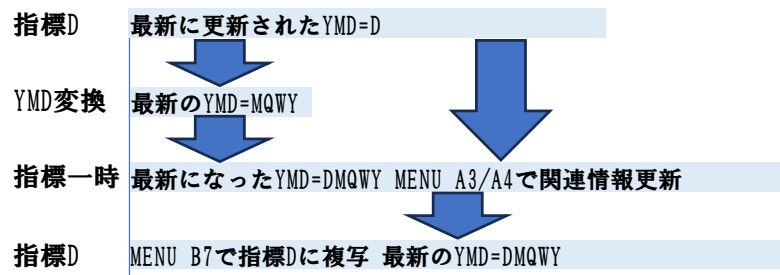 指標D 最新に更新されたYMD=D
YMD変換 最新のYMD=MQWY
指標一時 最新になったYMD=DMQWY MENU A3/A4で関連情報更新
指標D MENU B7で指標Dに複写 最新のYMD=DMQWY